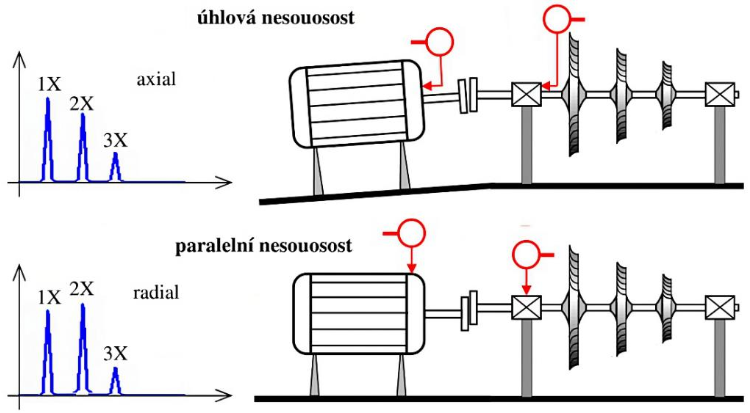 úhlová nesouosost
1X
axial
2X
3X
paralelní nesouosost
1X
2X
radial
3X